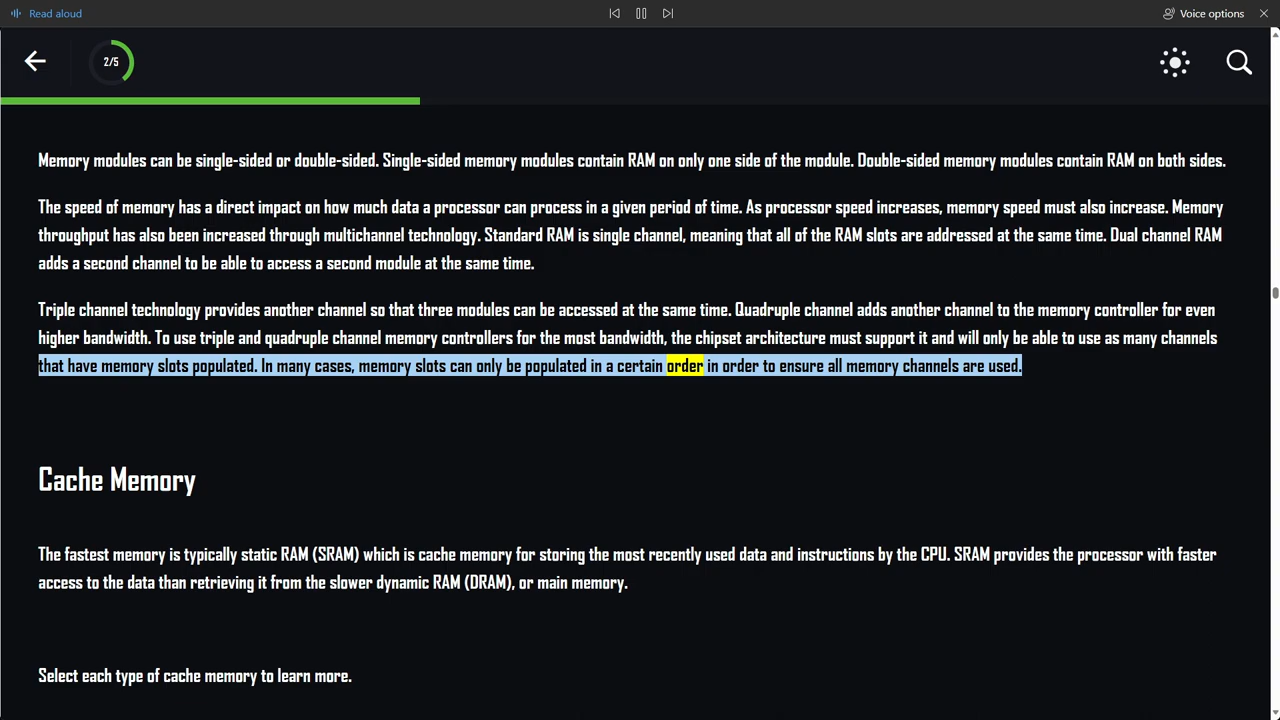 Read aloud
Voice options
2/5
Memory modules can be single-sided or double-sided. Single-sided memory modules contain RAM on only one side of the module. Double-sided memory modules contain RAM on both sides.
The speed of memory has a direct impact on how much data a processor can process in a given period of time. As processor speed increases, memory speed must also increase. Memory
throughput has also been increased through multichannel technology. Standard RAM is single channel, meaning that all of the RAM slots are addressed at the same time. Dual channel RAM
adds a second channel to be able to access a second module at the same time.
Triple channel technology provides another channel so that three modules can be accessed at the same time. Quadruple channel adds another channel to the memory controller for even
higher bandwidth. To use triple and quadruple channel memory controllers for the most bandwidth, the chipset architecture must support it and will only be able to use as many channels
that have memory slots populated. In many cases, memory slots can only be populated in a certain order in order to ensure all memory channels are used.
Cache Memory
The fastest memory is typically static RAM (SRAM) which is cache memory for storing the most recently used data and instructions by the CPU. SRAM provides the processor with faster
access to the data than retrieving it from the slower dynamic RAM (DRAM), or main memory.
Select each type of cache memory to learn more.